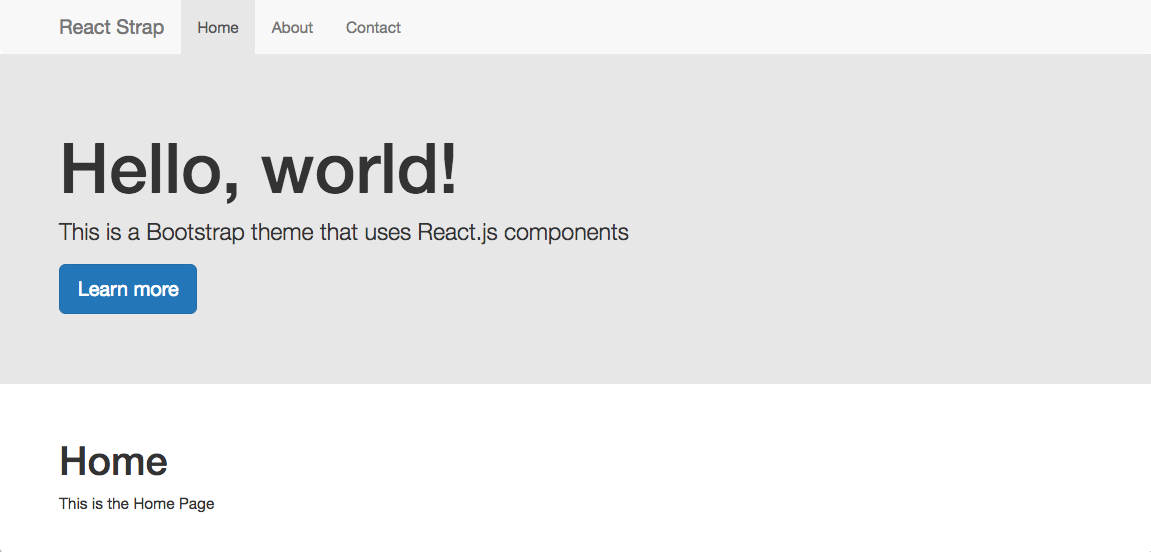 React Strap Home About Contact
Hello, world!
This is a Bootstrap theme that uses React.js components
Learn more
Home
This is the Home Page